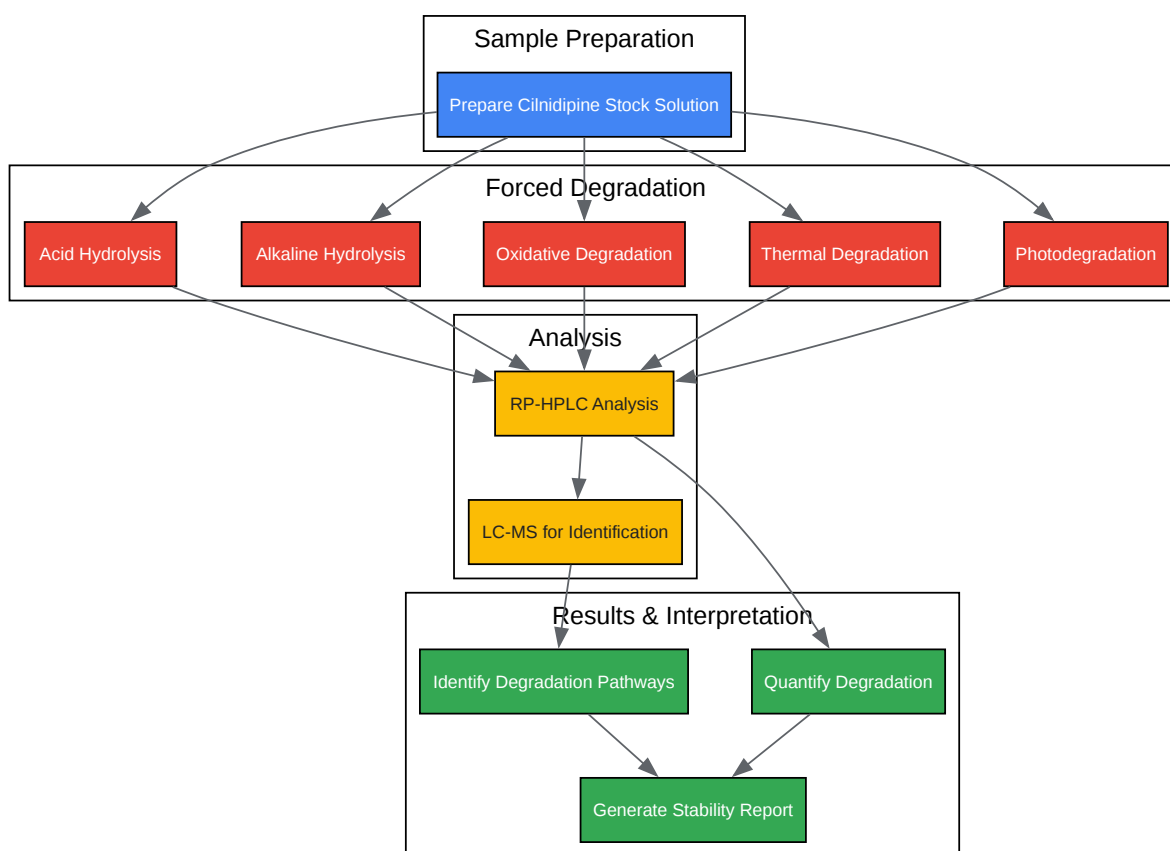 Sample Preparation
Prepare Cilnidipine Stock Solution
Forced Degradation
Acid Hydrolysis
Alkaline Hydrolysis
Oxidative Degradation
Thermal Degradation
Photodegradation
Analysis
RP-HPLC Analysis
LC-MS for Identification
Results & Interpretation
Identify Degradation Pathways
Quantify Degradation
Generate Stability Report